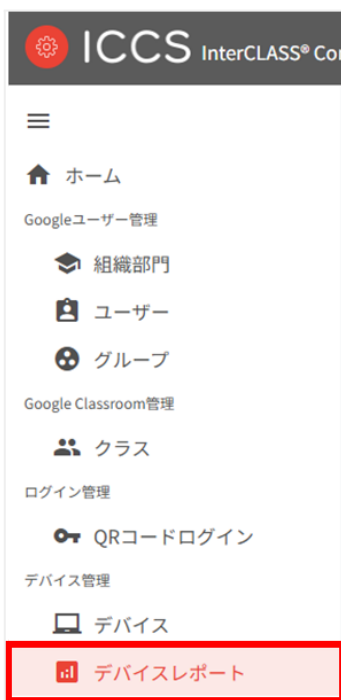 ICCS InterCLASS® Co
ホーム
Googleユーザー管理
組織部門
ユーザー
グループ
Google Classroom管理
クラス
ログイン管理
QRコードログイン
デバイス管理
デバイス
デバイスレポート